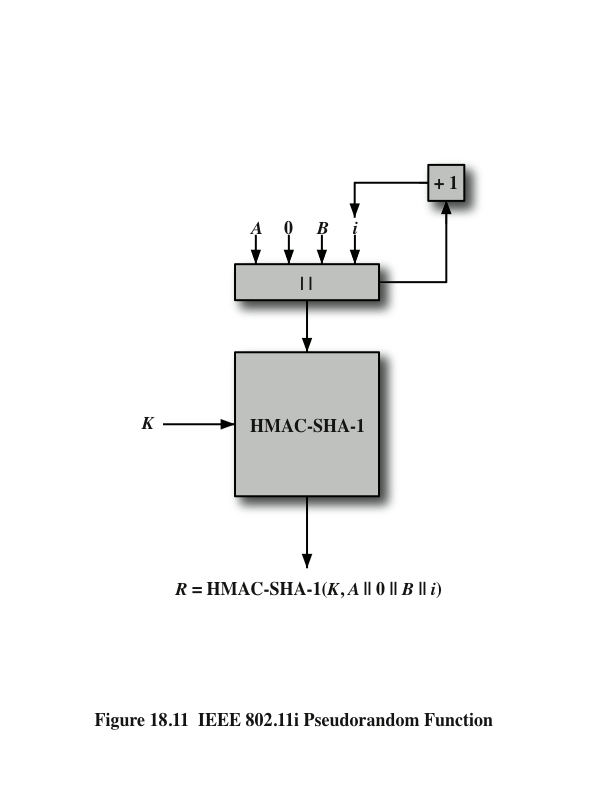 + 1
A 0 B i
||
K
HMAC-SHA-1
R = HMAC-SHA-1(K, A || 0 || B || i)
Figure 18.11 IEEE 802.11i Pseudorandom Function